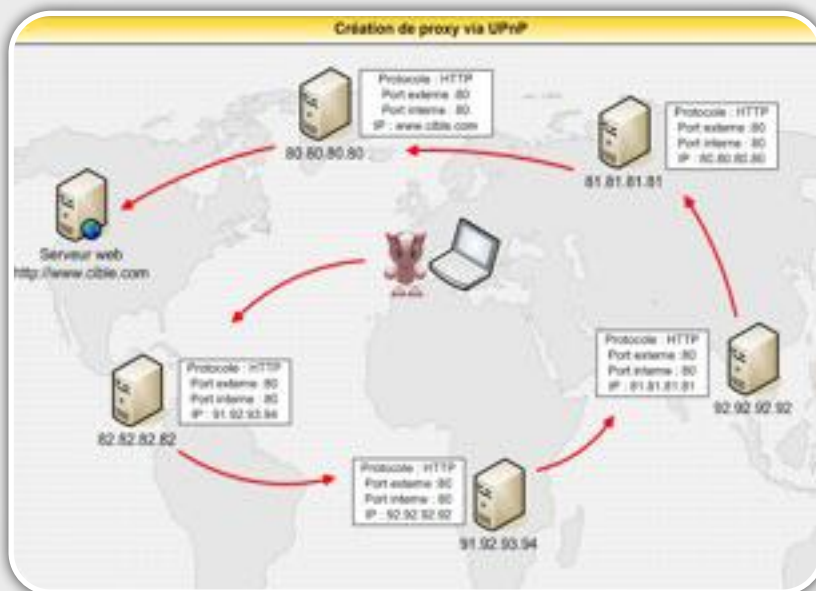 Création de proxy via UPnP
Protocole : HTTP
Port externe :80
Port interne : 80
IP : www.cible.com
80.80.80.80
Protocole : HTTP
Port externe :80
Port interne : 80
IP : 80.80.80.80
81.81.81.81
Serveur web
http://www.cible.com
Protocole : HTTP
Port externe :80
Port interne : 80
IP : 91.92.93.94
82.82.82.82
Protocole : HTTP
Port externe :80
Port interne : 80
IP : 81.81.81.81
92.92.92.92
Protocole : HTTP
Port externe :80
Port interne : 80
IP : 92.92.92.92
91.92.93.94